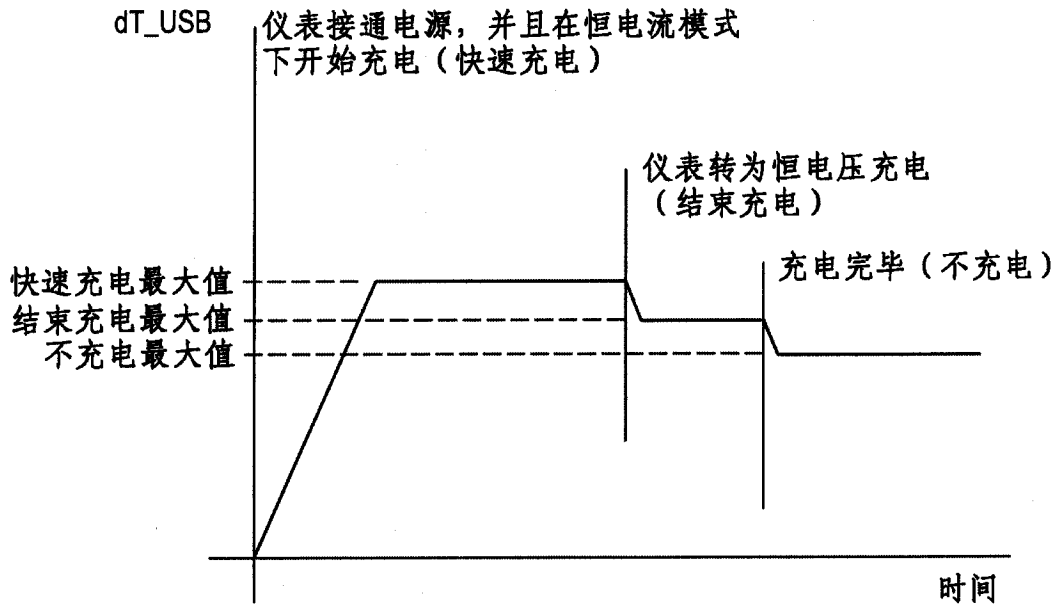 dT_USB
仪表接通电源，并且在恒电流模式
下开始充电（快速充电）
仪表转为恒电压充电
（结束充电）
充电完毕（不充电）
快速充电最大值
结束充电最大值
不充电最大值
时间